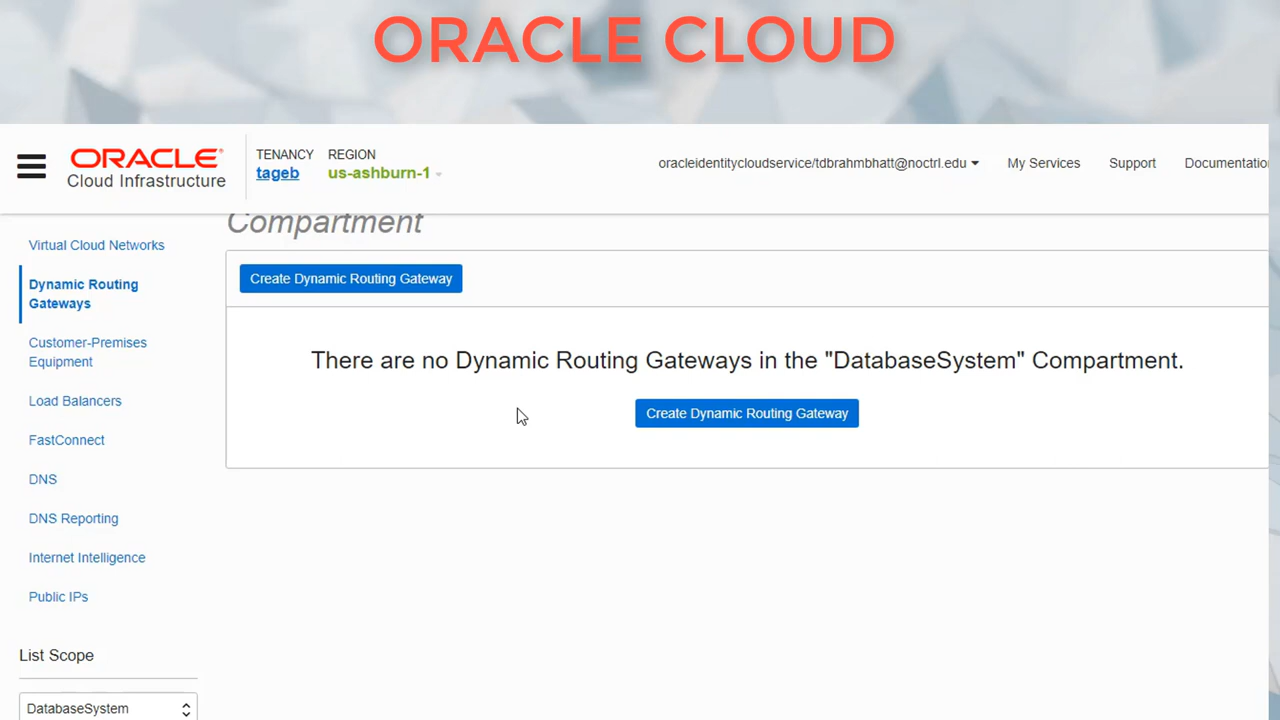 ORACLE CLOUD
ORACLE
Cloud Infrastructure
TENANCY
tageb
REGION
us-ashburn-1
oracleidentitycloudservice/tdbrahmbhatt@noctrl.edu
My Services
Support
Documentatio
Compartment
Virtual Cloud Networks
Dynamic Routing
Gateways
Customer-Premises
Equipment
Load Balancers
FastConnect
DNS
DNS Reporting
Internet Intelligence
Public IPs
List Scope
DatabaseSystem
Create Dynamic Routing Gateway
There are no Dynamic Routing Gateways in the "DatabaseSystem" Compartment.
Create Dynamic Routing Gateway